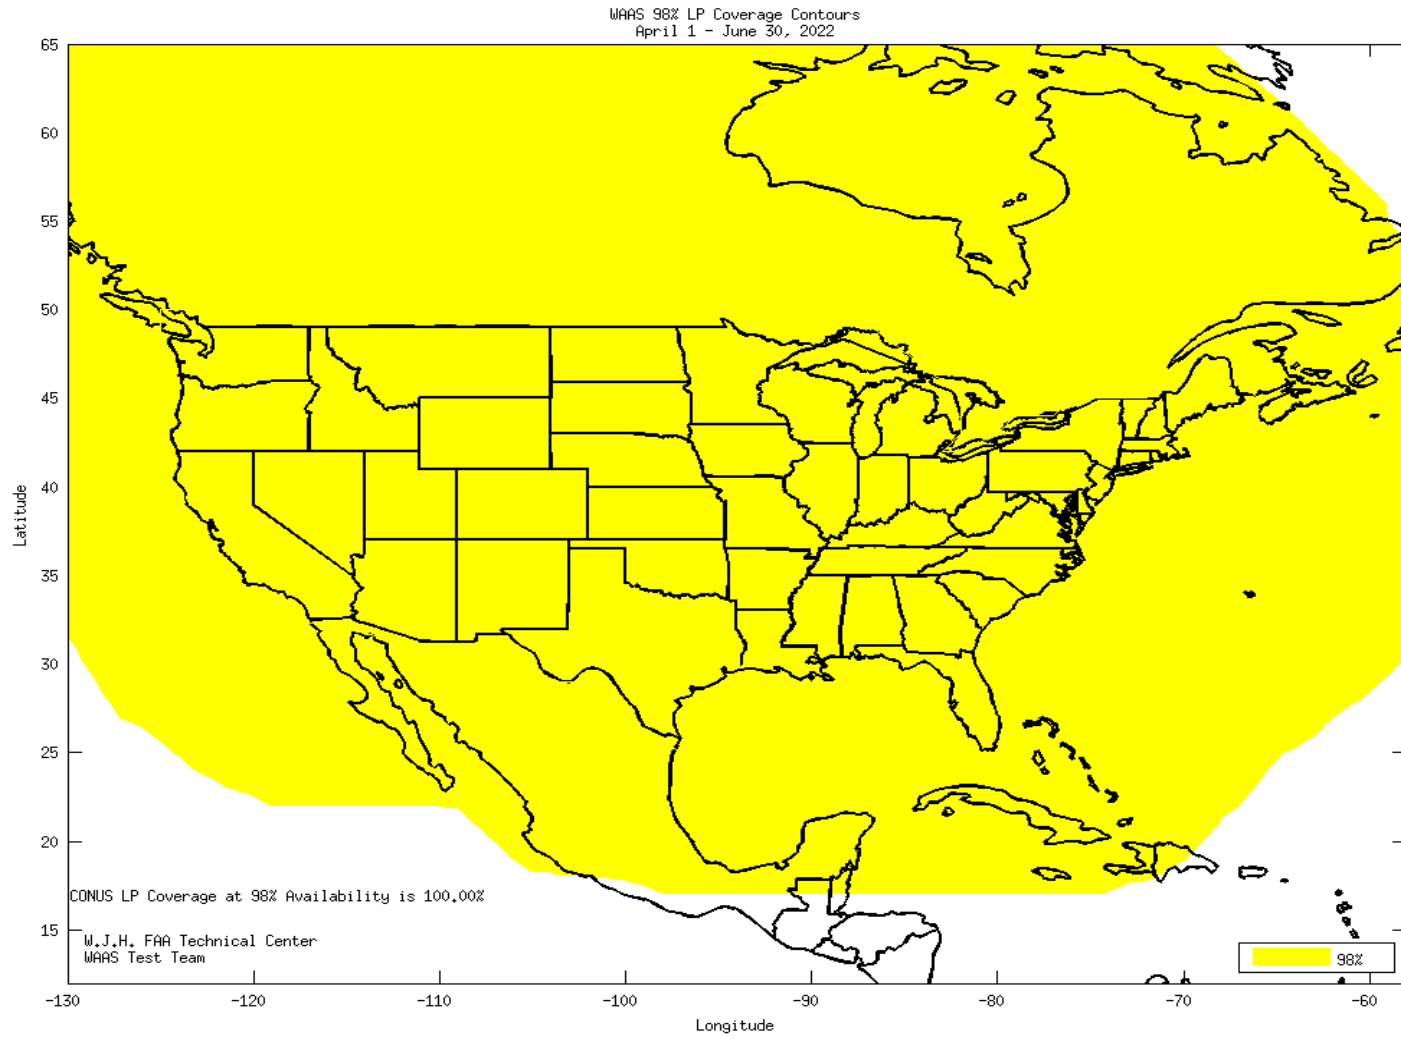 WAAS 98% LP Coverage Contours
April 1 - June 30, 2022
65
60
55
50
45
40
35
30
25
20
15
Latitude
CONUS LP Coverage at 98% Availability is 100.00%
W.J.H. FAA Technical Center
WAAS Test Team
98%
-130 -120 -110 -100 -90 -80 -70 -60
Longitude